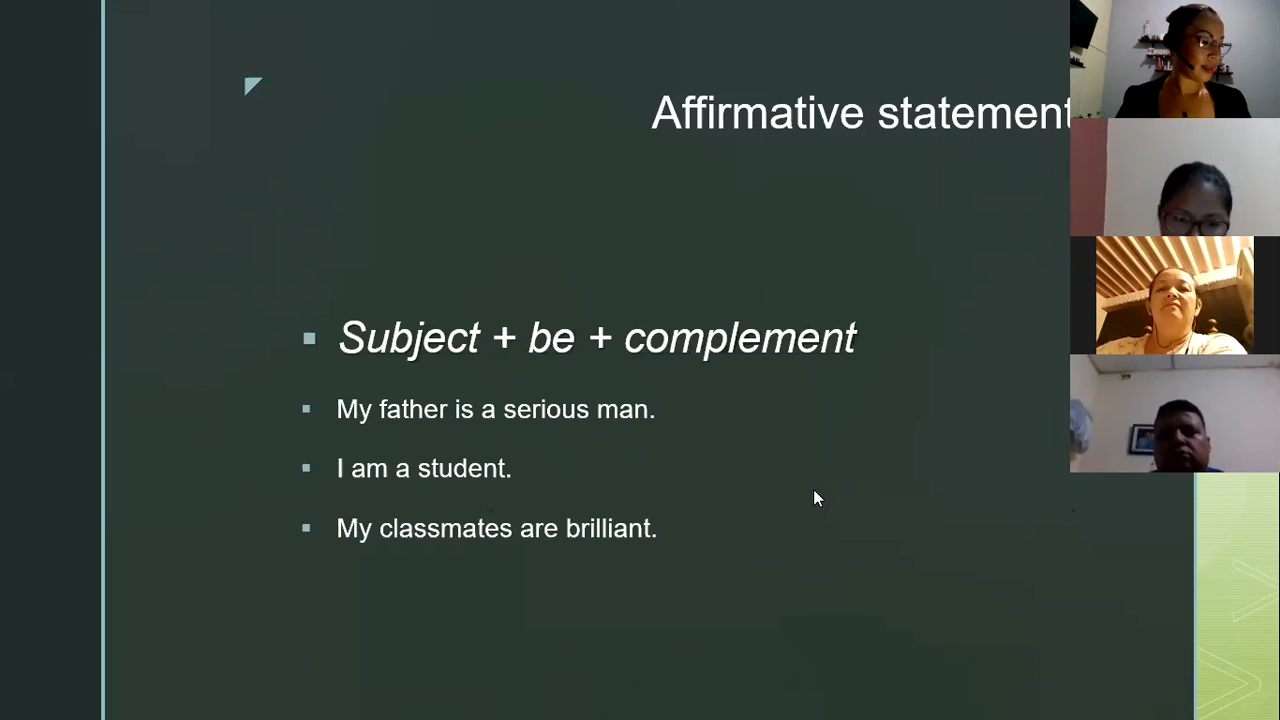 Affirmative statement
Subject + be + complement
My father is a serious man.
I am a student.
My classmates are brilliant.